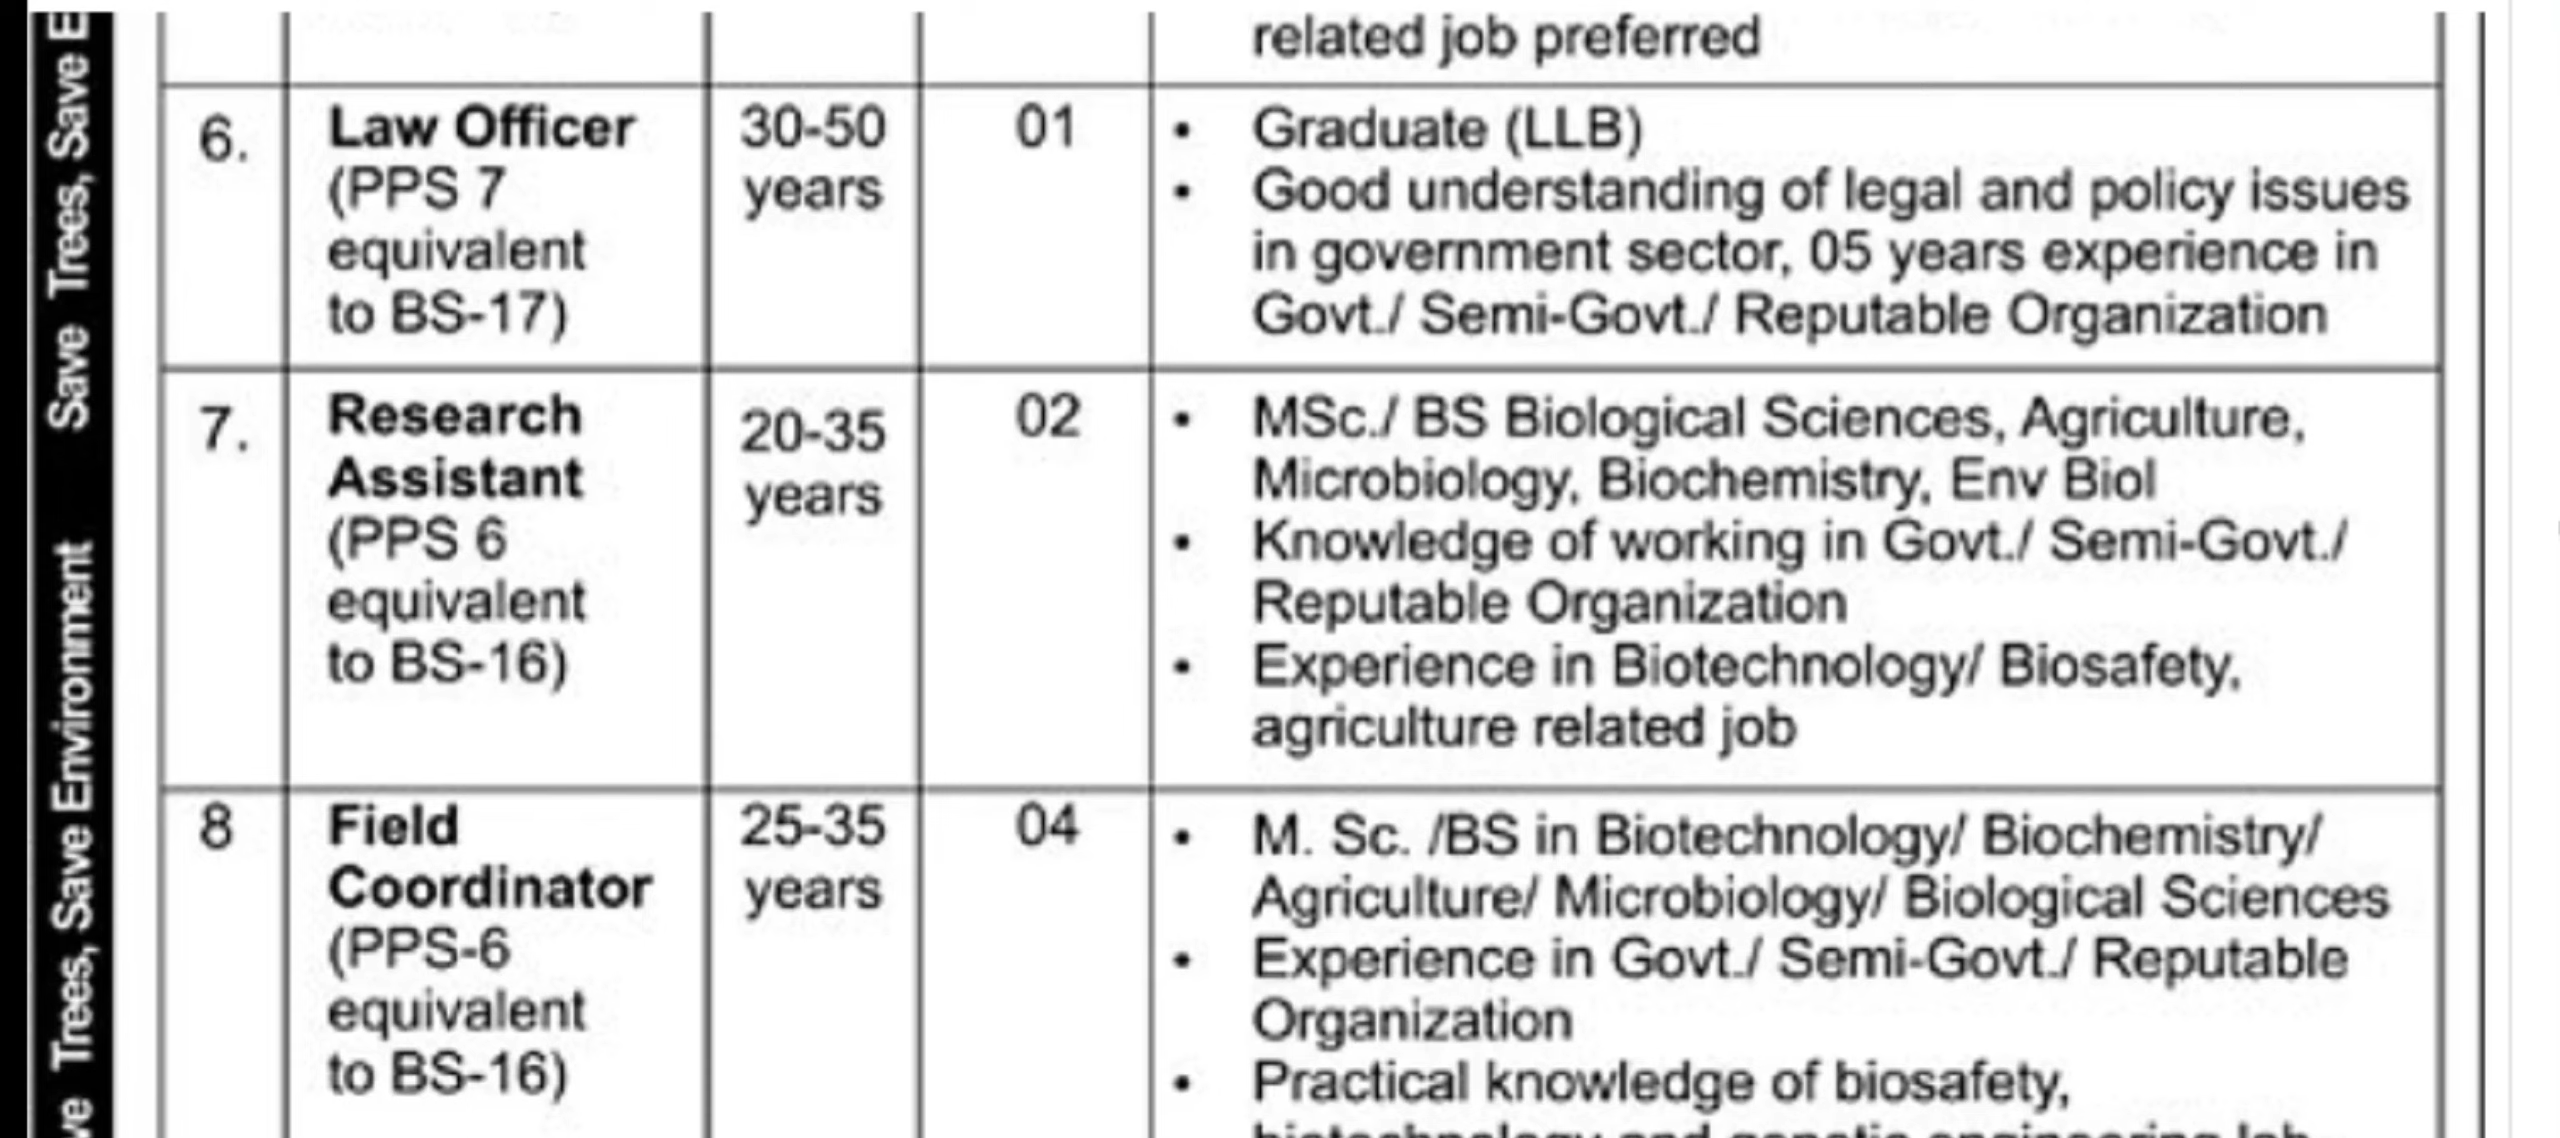 related job preferred
6.
Law Officer
(PPS 7
equivalent
to BS-17)
30-50
years
01
• Graduate (LLB)
• Good understanding of legal and policy issues
in government sector, 05 years experience in
Govt./ Semi-Govt./ Reputable Organization
7.
Research
Assistant
(PPS 6
equivalent
to BS-16)
20-35
years
02
• MSc./ BS Biological Sciences, Agriculture,
Microbiology, Biochemistry, Env Biol
• Knowledge of working in Govt./ Semi-Govt./
Reputable Organization
• Experience in Biotechnology/ Biosafety,
agriculture related job
8
Field
Coordinator
(PPS-6
equivalent
to BS-16)
25-35
years
04
• M. Sc. /BS in Biotechnology/ Biochemistry/
Agriculture/ Microbiology/ Biological Sciences
• Experience in Govt./ Semi-Govt./ Reputable
Organization
• Practical knowledge of biosafety,
biotechnology and genetic engineering lab
Trees, Save Environment Save Trees, Save